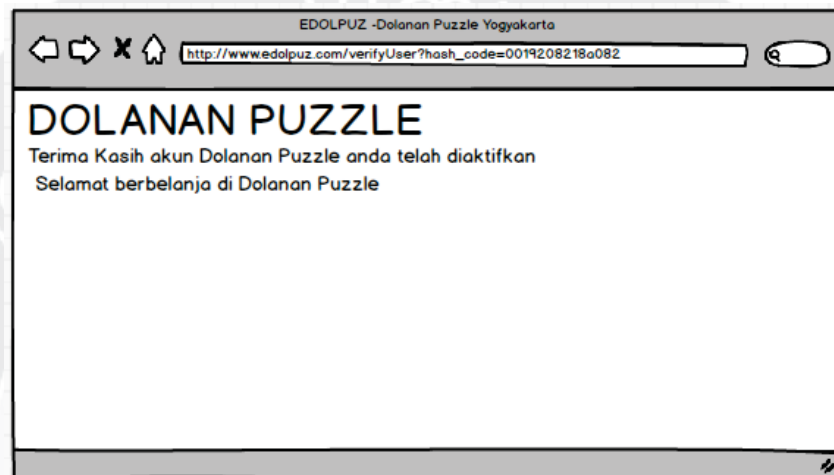 EDOLPUZ -Dolanan Puzzle Yogyakarta
http://www.edolpuz.com/verifyUser?hash_code=0019208218a082
DOLANAN PUZZLE
Terima Kasih akun Dolanan Puzzle anda telah diaktifkan
Selamat berbelanja di Dolanan Puzzle